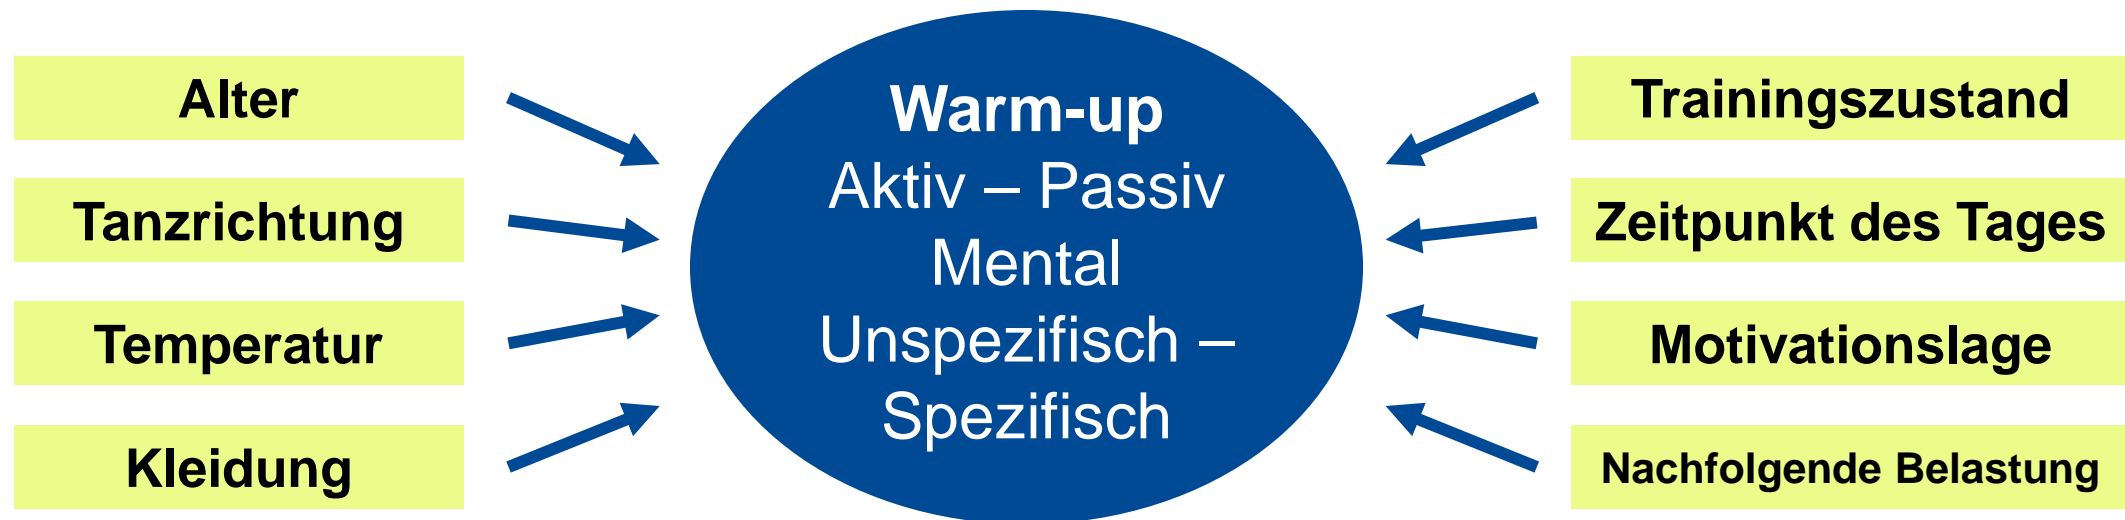 Alter
Tanzrichtung
Temperatur
Kleidung
Warm-up
Aktiv – Passiv
Mental
Unspezifisch –
Spezifisch
Trainingszustand
Zeitpunkt des Tages
Motivationslage
Nachfolgende Belastung